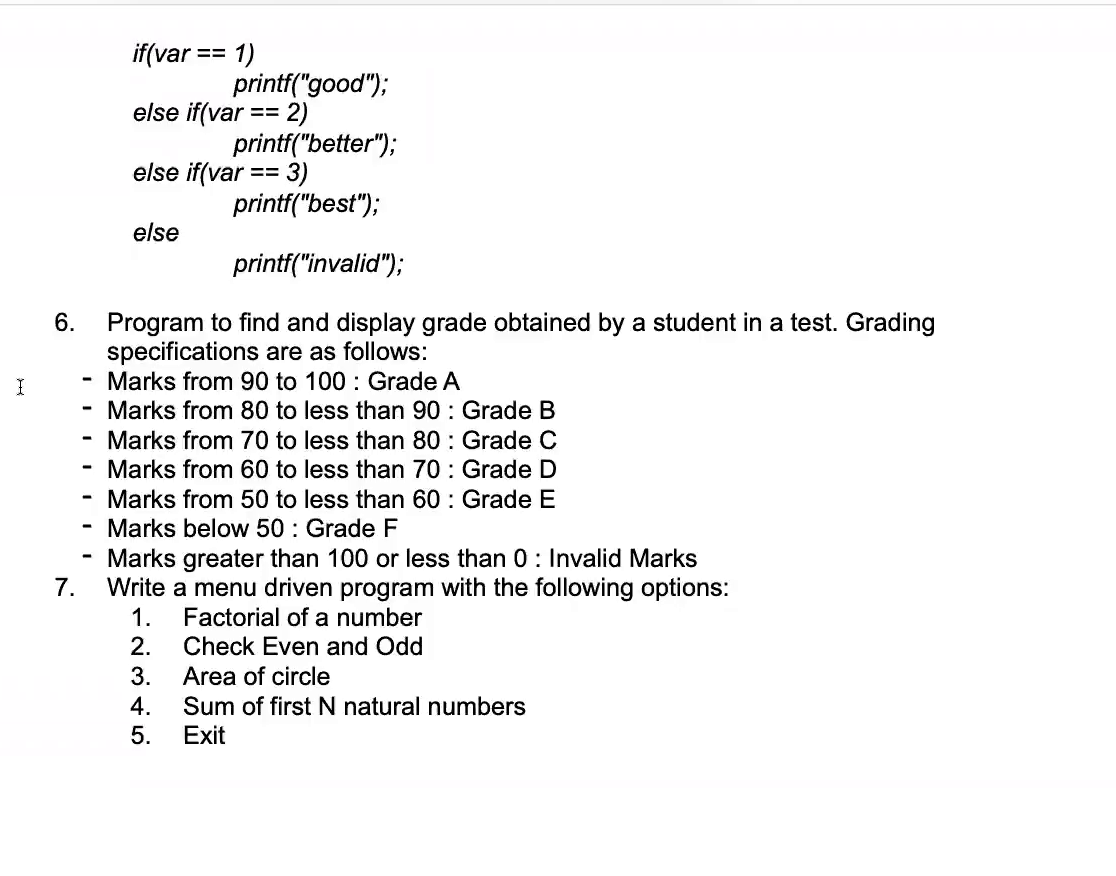 if(var == 1)
printf("good");
else if(var == 2)
printf("better");
else if(var == 3)
printf("best");
else
printf("invalid");
6. Program to find and display grade obtained by a student in a test. Grading
specifications are as follows:
- Marks from 90 to 100 : Grade A
- Marks from 80 to less than 90 : Grade B
- Marks from 70 to less than 80 : Grade C
- Marks from 60 to less than 70 : Grade D
- Marks from 50 to less than 60 : Grade E
- Marks below 50 : Grade F
- Marks greater than 100 or less than 0 : Invalid Marks
7. Write a menu driven program with the following options:
1. Factorial of a number
2. Check Even and Odd
3. Area of circle
4. Sum of first N natural numbers
5. Exit